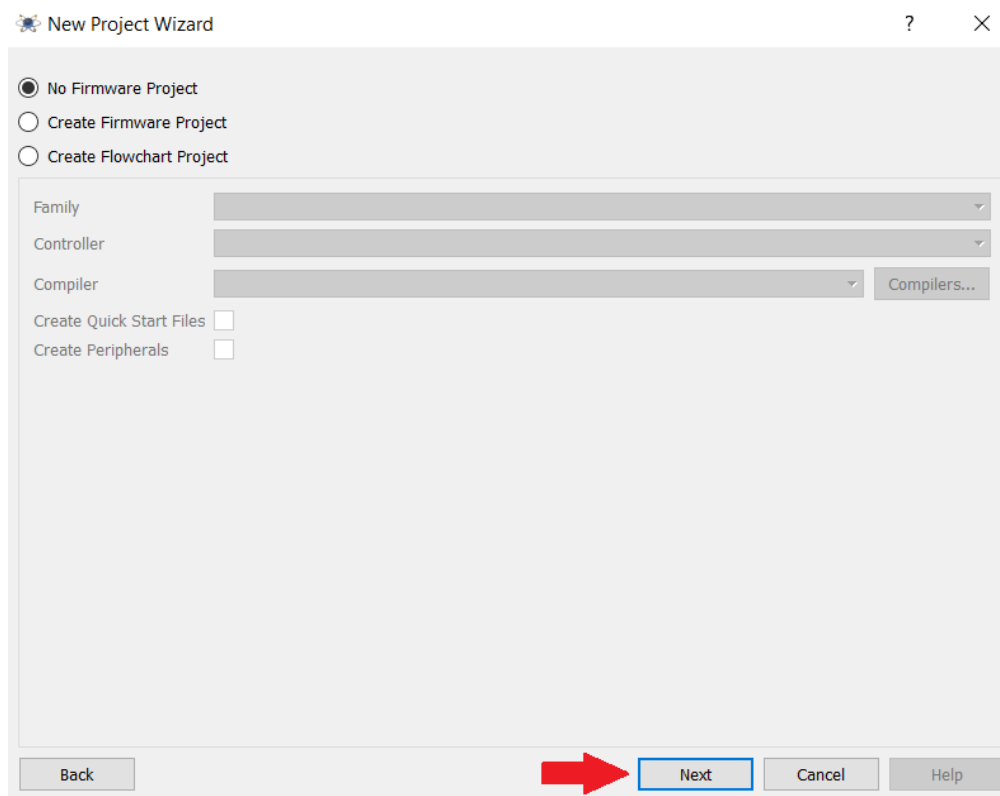 New Project Wizard ?
No Firmware Project
Create Firmware Project
Create Flowchart Project
Family
Controller
Compiler Compilers...
Create Quick Start Files
Create Peripherals
Back Next Cancel Help